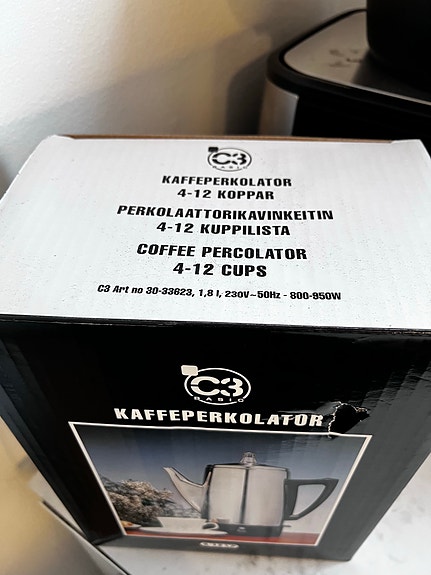 C3
BASIC
KAFFEPERKOLATOR
4-12 KOPPAR
PERKOLAATTORIKAVINKEITIN
4-12 KUPPILISTA
COFFEE PERCOLATOR
4-12 CUPS
C3 Art no 30-33623, 1,8 l, 230V~50Hz - 800-950W
C3
BASIC
KAFFEPERKOLATOR